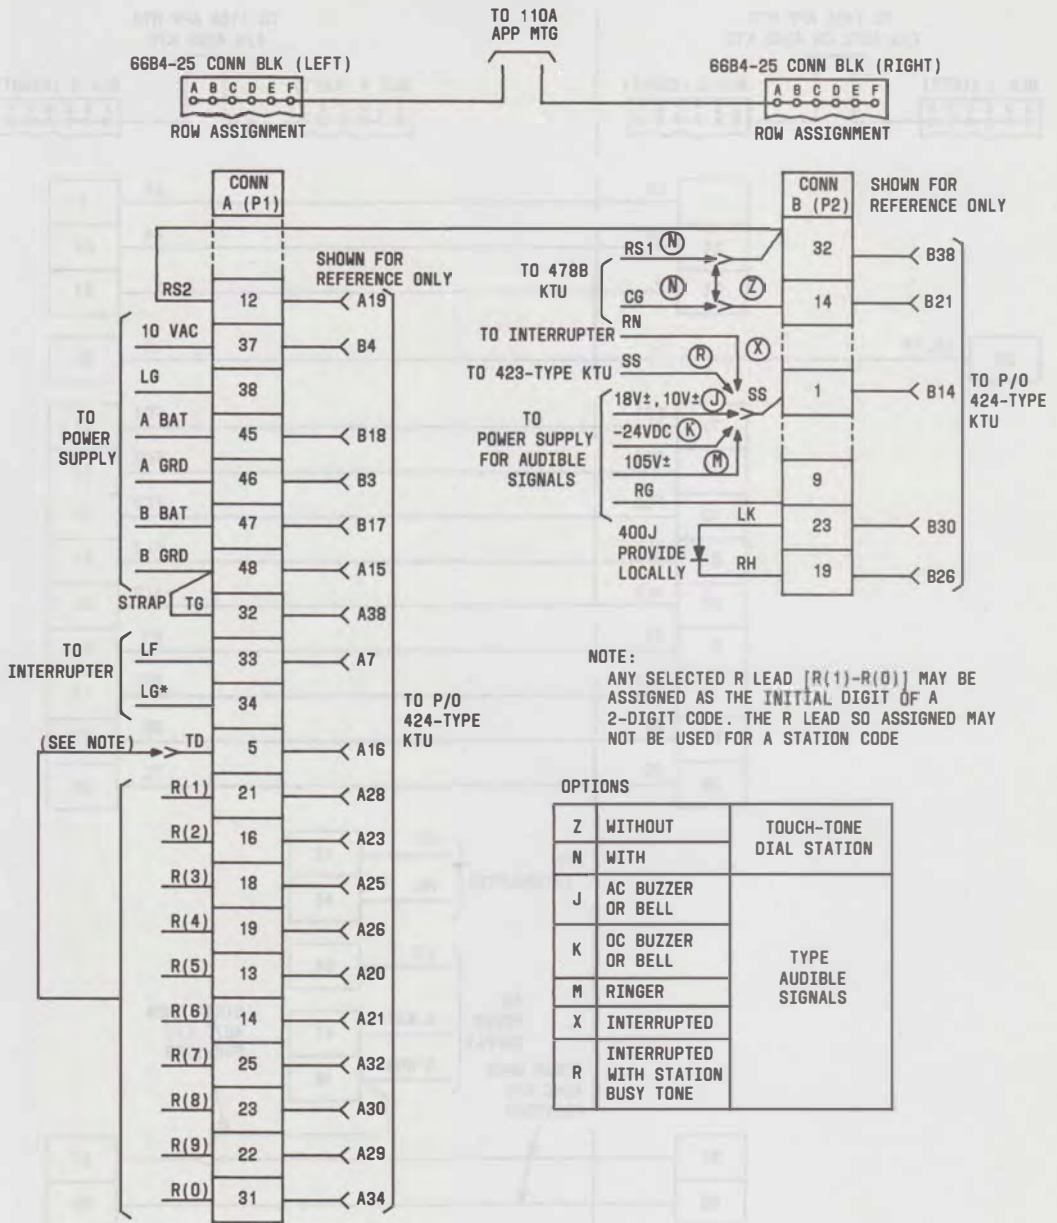 TO 110A
APP MTG
66B4-25 CONN BLK (LEFT)
A B C D E F
ROW ASSIGNMENT
66B4-25 CONN BLK (RIGHT)
A B C D E F
ROW ASSIGNMENT
CONN
A (P1)
SHOWN FOR
REFERENCE ONLY
RS2 12 A19
TO
POWER
SUPPLY
10 VAC 37 B4
LG 38
A BAT 45 B18
A GRD 46 B3
B BAT 47 B17
B GRD 48 A15
STRAP TG 32 A38
TO
INTERRUPTER
LF 33 A7
LG* 34
(SEE NOTE) TD 5 A16
R(1) 21 A28
R(2) 16 A23
R(3) 18 A25
R(4) 19 A26
R(5) 13 A20
R(6) 14 A21
R(7) 25 A32
R(8) 23 A30
R(9) 22 A29
R(0) 31 A34
TO P/O
424-TYPE
KTU
CONN
B (P2)
SHOWN FOR
REFERENCE ONLY
TO 478B
KTU
RS1 N 32 B38
CG N Z 14 B21
RN
TO INTERRUPTER X
SS R
TO 423-TYPE KTU
18V±, 10V± J SS 1 B14
TO
POWER SUPPLY
FOR AUDIBLE
SIGNALS
-24VDC K
105V± M
RG 9
LK 23 B30
400J
PROVIDE
LOCALLY
RH 19 B26
TO P/O
424-TYPE
KTU
NOTE:
ANY SELECTED R LEAD [R(1)-R(0)] MAY BE
ASSIGNED AS THE INITIAL DIGIT OF A
2-DIGIT CODE. THE R LEAD SO ASSIGNED MAY
NOT BE USED FOR A STATION CODE
OPTIONS
Z WITHOUT
N WITH
TOUCH-TONE
DIAL STATION
J AC BUZZER
OR BELL
K OC BUZZER
OR BELL
M RINGER
X INTERRUPTED
R INTERRUPTED
WITH STATION
BUSY TONE
TYPE
AUDIBLE
SIGNALS